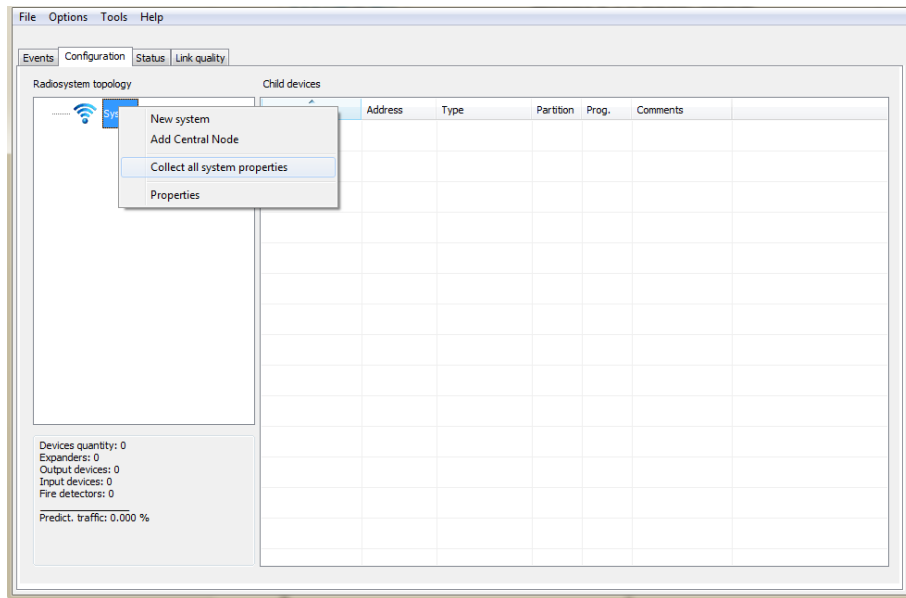 File Options Tools Help
Events Configuration Status Link quality
Radiosystem topology Child devices
Address Type Partition Prog. Comments
New system
Add Central Node
Collect all system properties
Properties
Devices quantity: 0
Expanders: 0
Output devices: 0
Input devices: 0
Fire detectors: 0
Predict. traffic: 0.000 %